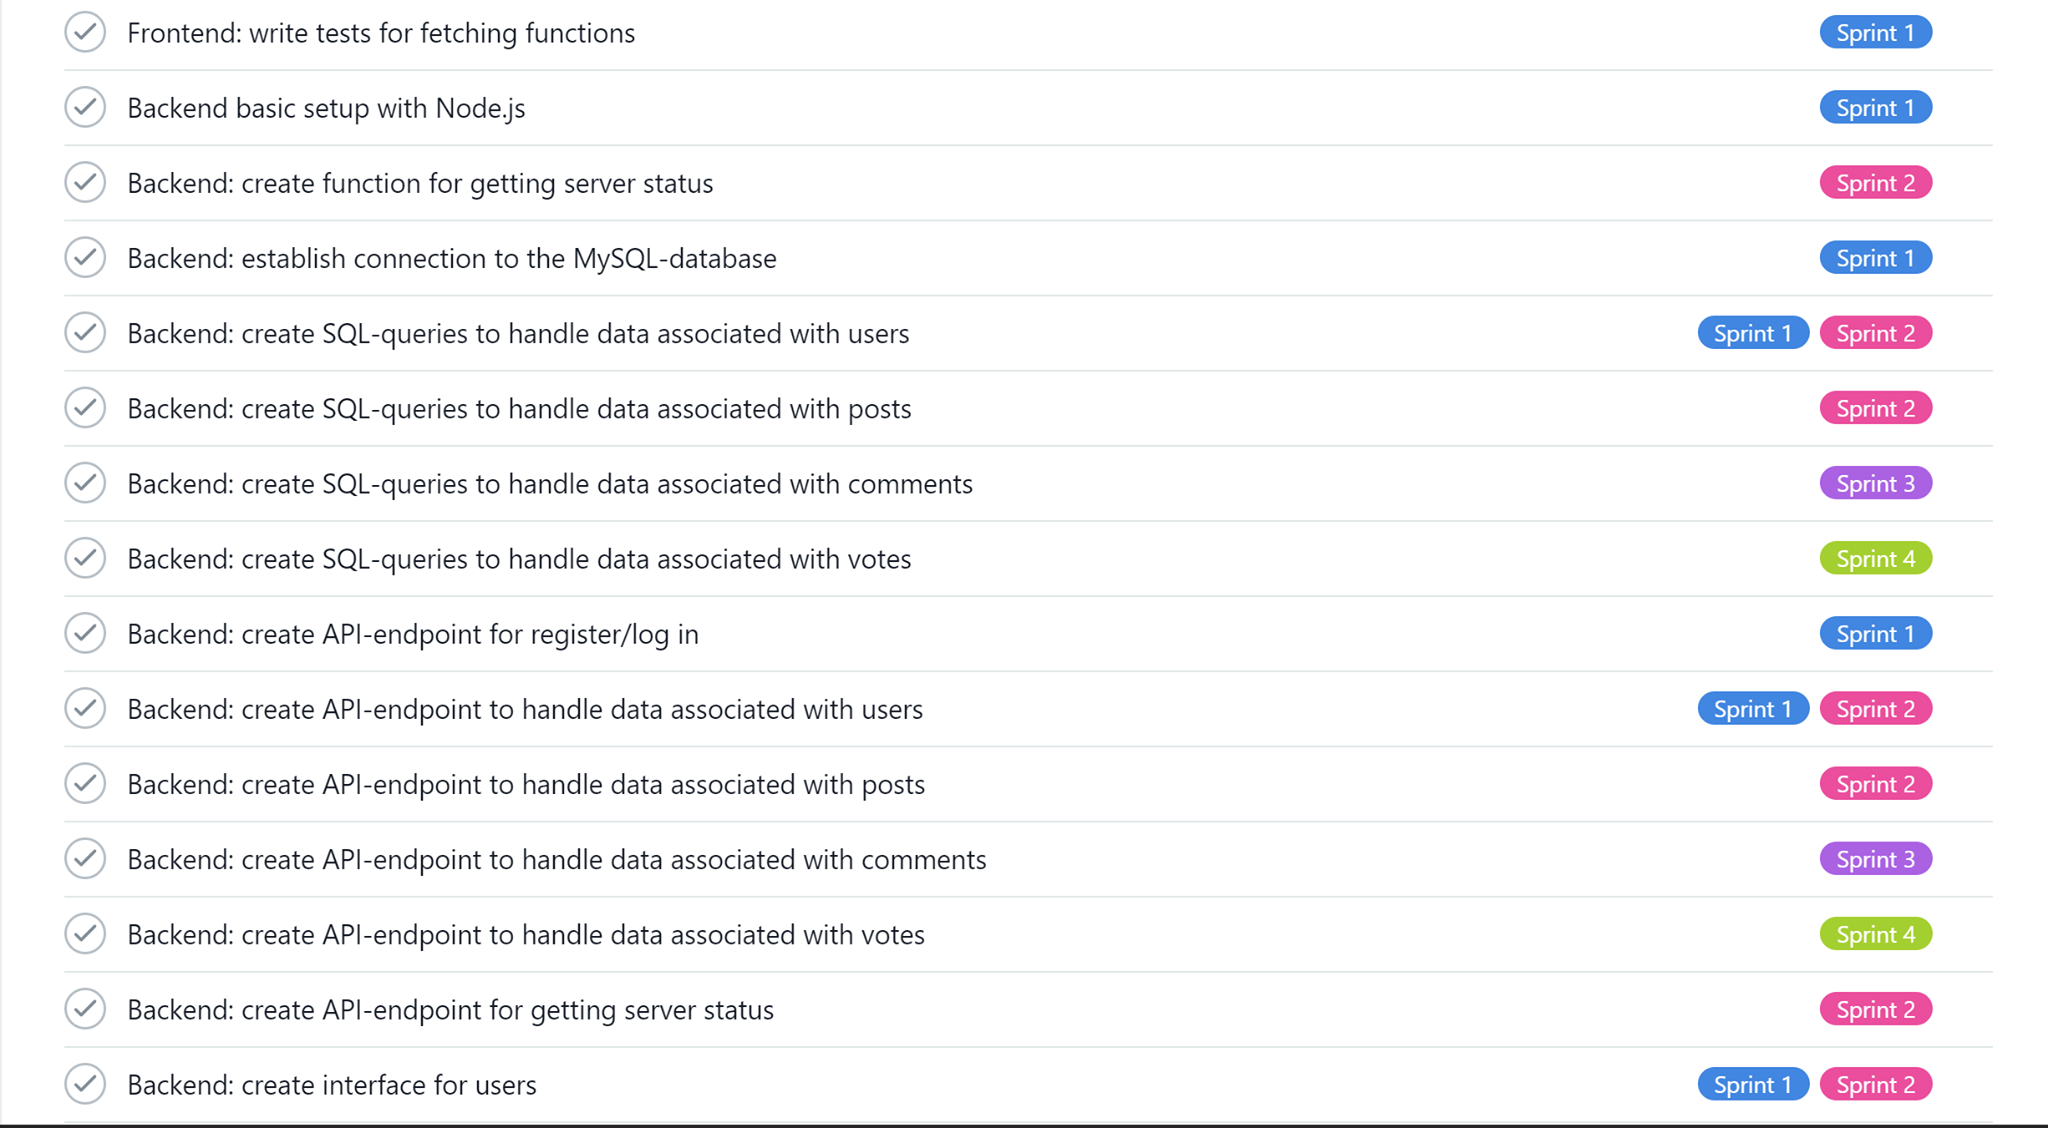 Frontend: write tests for fetching functions Sprint 1
Backend basic setup with Node.js Sprint 1
Backend: create function for getting server status Sprint 2
Backend: establish connection to the MySQL-database Sprint 1
Backend: create SQL-queries to handle data associated with users Sprint 1 Sprint 2
Backend: create SQL-queries to handle data associated with posts Sprint 2
Backend: create SQL-queries to handle data associated with comments Sprint 3
Backend: create SQL-queries to handle data associated with votes Sprint 4
Backend: create API-endpoint for register/log in Sprint 1
Backend: create API-endpoint to handle data associated with users Sprint 1 Sprint 2
Backend: create API-endpoint to handle data associated with posts Sprint 2
Backend: create API-endpoint to handle data associated with comments Sprint 3
Backend: create API-endpoint to handle data associated with votes Sprint 4
Backend: create API-endpoint for getting server status Sprint 2
Backend: create interface for users Sprint 1 Sprint 2